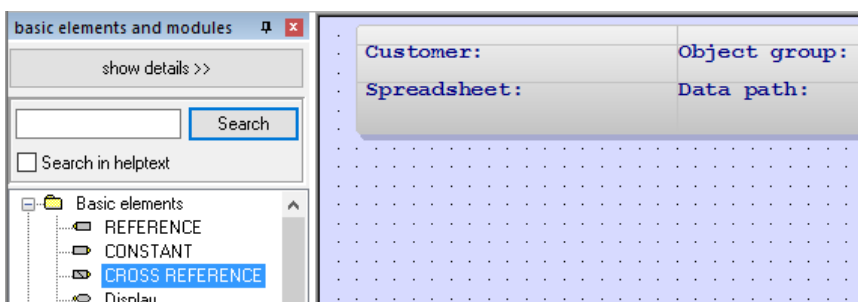 basic elements and modules
show details >>
Search
Search in helptext
Basic elements
REFERENCE
CONSTANT
CROSS REFERENCE
Display
Customer: Object group:
Spreadsheet: Data path: